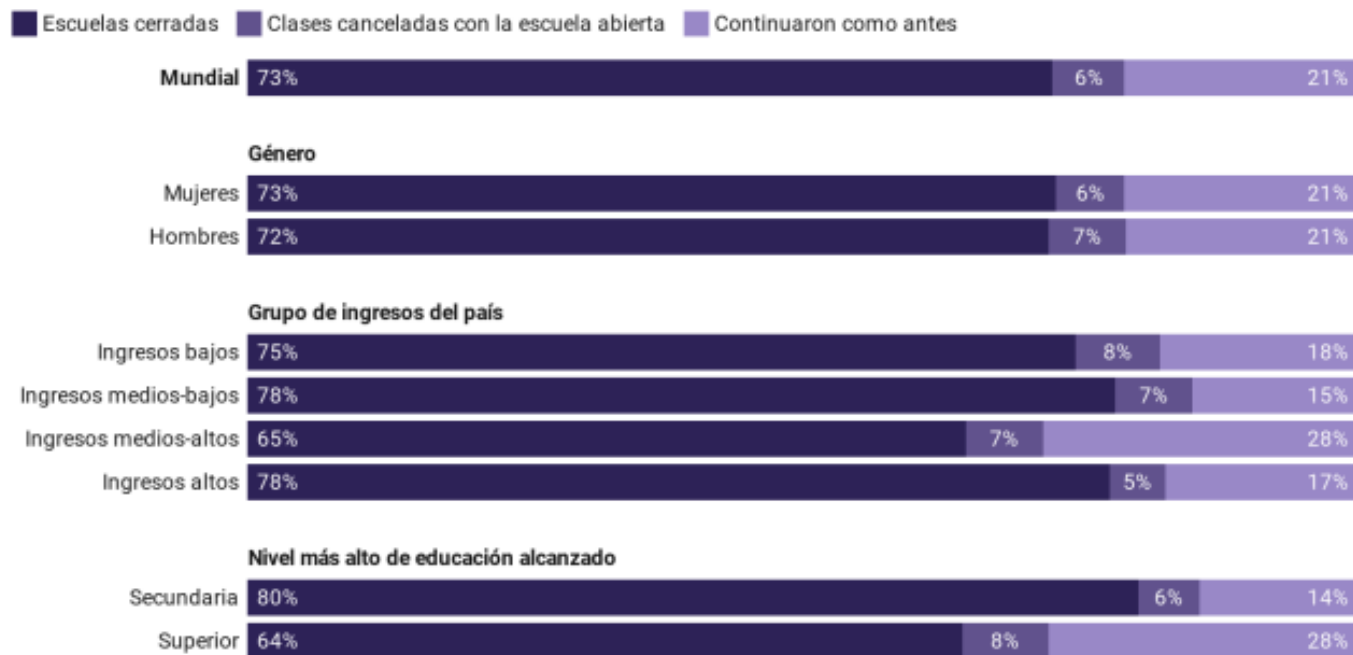 Escuelas cerradas Clases canceladas con la escuela abierta Continuaron como antes
Mundial 73% 6% 21%
Género
Mujeres 73% 6% 21%
Hombres 72% 7% 21%
Grupo de ingresos del país
Ingresos bajos 75% 8% 18%
Ingresos medios-bajos 78% 7% 15%
Ingresos medios-altos 65% 7% 28%
Ingresos altos 78% 5% 17%
Nivel más alto de educación alcanzado
Secundaria 80% 6% 14%
Superior 64% 8% 28%